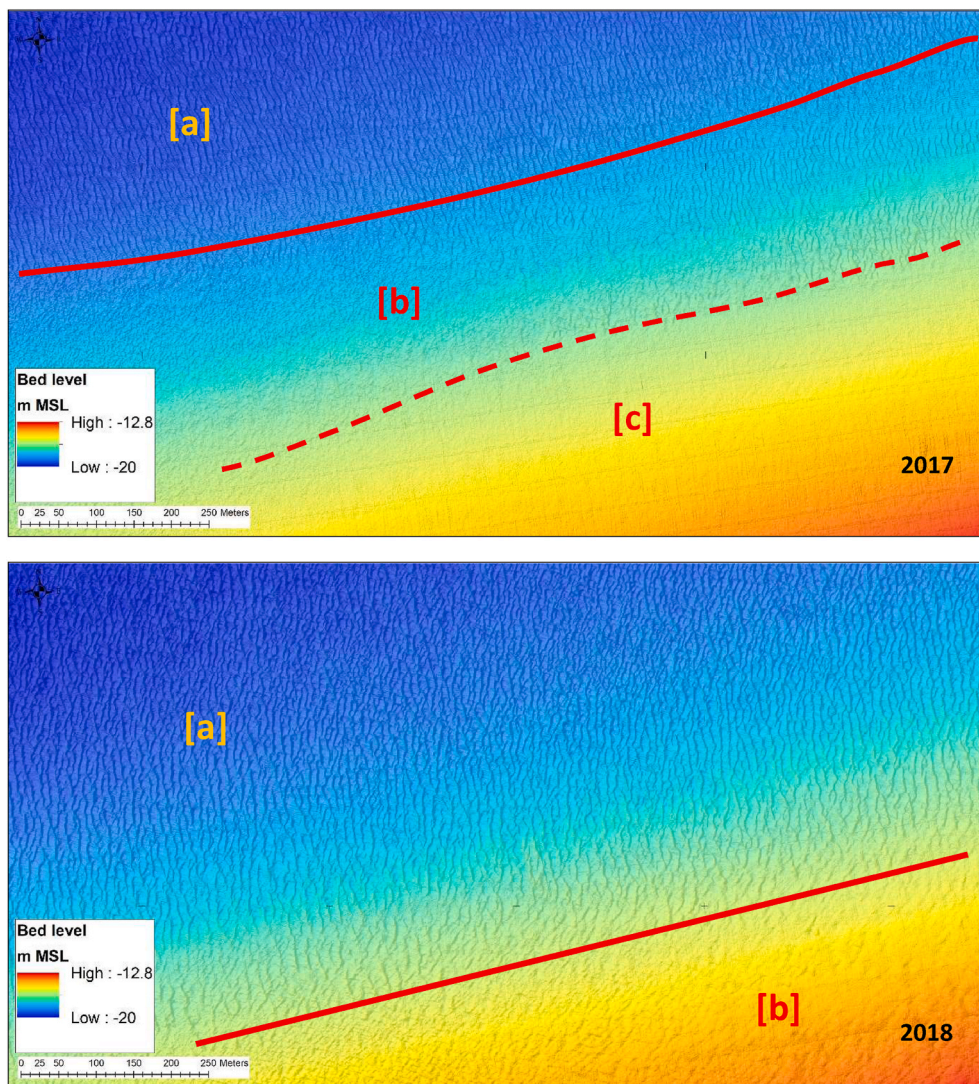 [a]
[b]
[c]
Bed level
m MSL
High : -12.8
Low : -20
2017
0 25 50 100 150 200 250 Meters
[a]
Bed level
m MSL
High : -12.8
Low : -20
[b]
2018
0 25 50 100 150 200 250 Meters